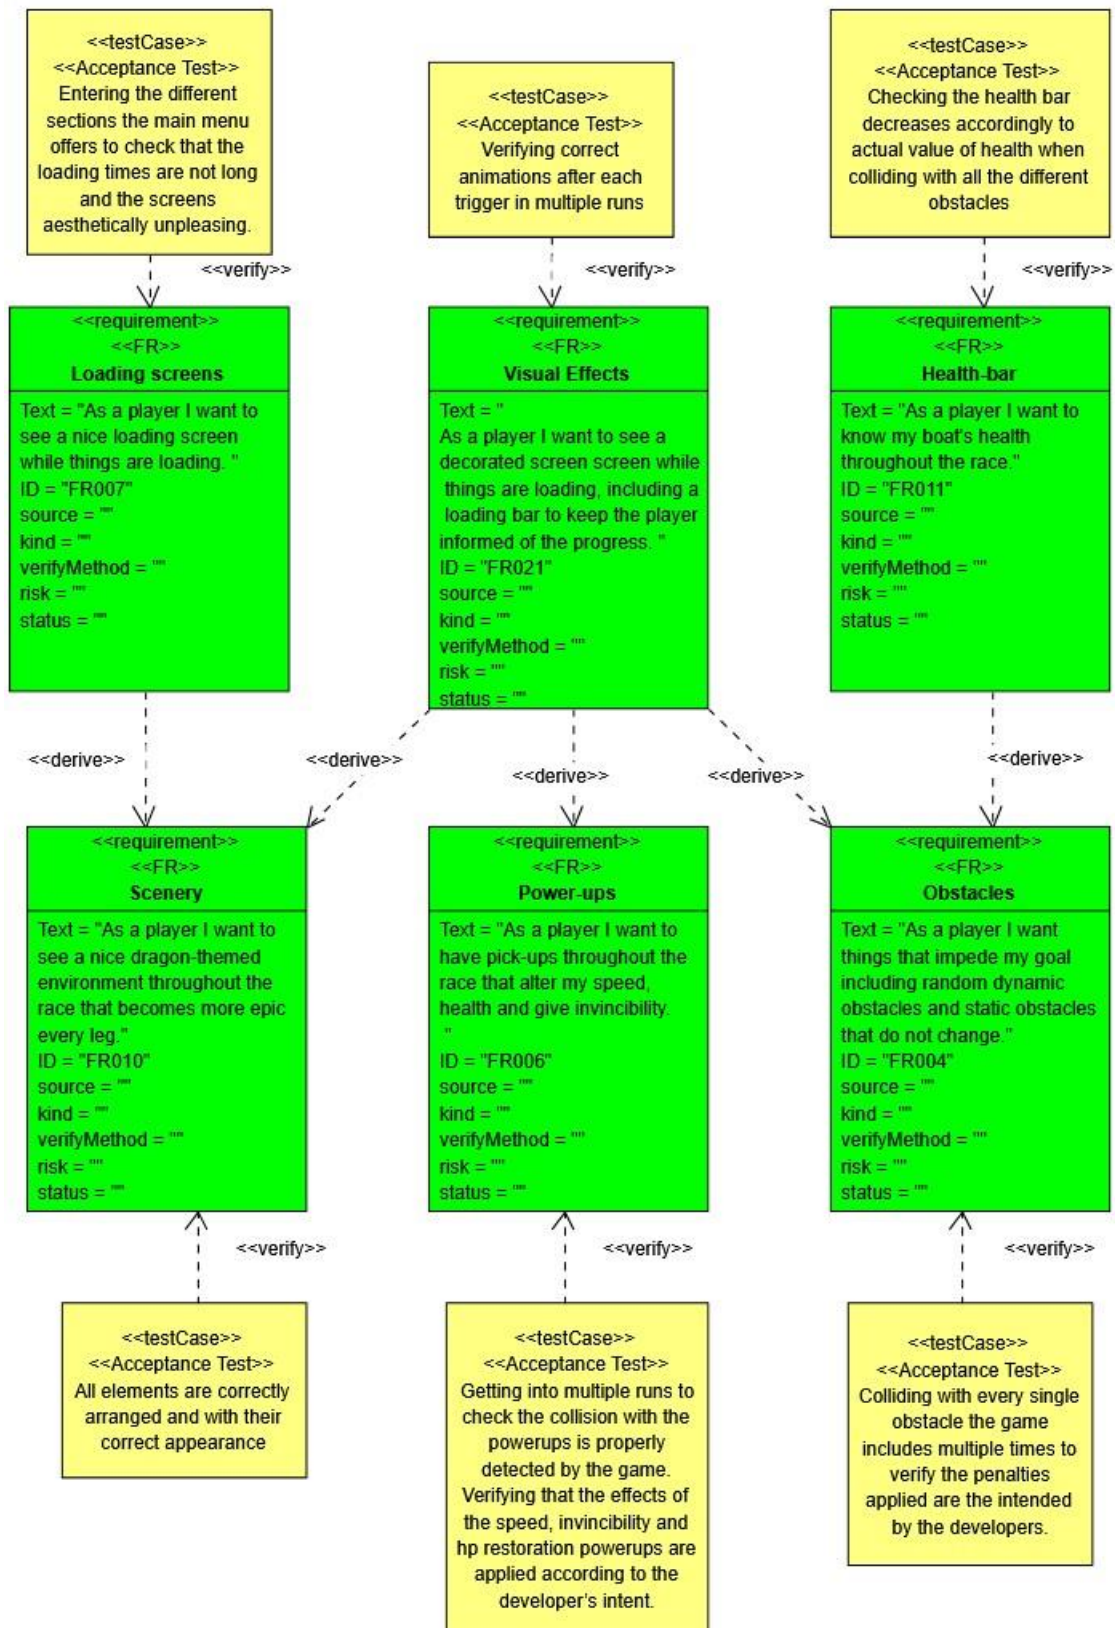 <<testCase>>
<<Acceptance Test>>
Entering the different
sections the main menu
offers to check that the
loading times are not long
and the screens
aesthetically unpleasing.
<<testCase>>
<<Acceptance Test>>
Verifying correct
animations after each
trigger in multiple runs
<<testCase>>
<<Acceptance Test>>
Checking the health bar
decreases accordingly to
actual value of health when
colliding with all the different
obstacles
<<verify>>
<<verify>>
<<verify>>
<<requirement>>
<<FR>>
Loading screens
Text = "As a player I want to
see a nice loading screen
while things are loading. "
ID = "FR007"
source = ""
kind = ""
verifyMethod = ""
risk = ""
status = ""
<<requirement>>
<<FR>>
Visual Effects
Text = "
As a player I want to see a
decorated screen screen while
things are loading, including a
loading bar to keep the player
informed of the progress. "
ID = "FR021"
source = ""
kind = ""
verifyMethod = ""
risk = ""
status = ""
<<requirement>>
<<FR>>
Health-bar
Text = "As a player I want to
know my boat's health
throughout the race."
ID = "FR011"
source = ""
kind = ""
verifyMethod = ""
risk = ""
status = ""
<<derive>>
<<derive>>
<<derive>>
<<derive>>
<<derive>>
<<requirement>>
<<FR>>
Scenery
Text = "As a player I want to
see a nice dragon-themed
environment throughout the
race that becomes more epic
every leg."
ID = "FR010"
source = ""
kind = ""
verifyMethod = ""
risk = ""
status = ""
<<requirement>>
<<FR>>
Power-ups
Text = "As a player I want to
have pick-ups throughout the
race that alter my speed,
health and give invincibility.
"
ID = "FR006"
source = ""
kind = ""
verifyMethod = ""
risk = ""
status = ""
<<requirement>>
<<FR>>
Obstacles
Text = "As a player I want
things that impede my goal
including random dynamic
obstacles and static obstacles
that do not change."
ID = "FR004"
source = ""
kind = ""
verifyMethod = ""
risk = ""
status = ""
<<verify>>
<<verify>>
<<verify>>
<<testCase>>
<<Acceptance Test>>
All elements are correctly
arranged and with their
correct appearance
<<testCase>>
<<Acceptance Test>>
Getting into multiple runs to
check the collision with the
powerups is properly
detected by the game.
Verifying that the effects of
the speed, invincibility and
hp restoration powerups are
applied according to the
developer's intent.
<<testCase>>
<<Acceptance Test>>
Colliding with every single
obstacle the game
includes multiple times to
verify the penalties
applied are the intended
by the developers.